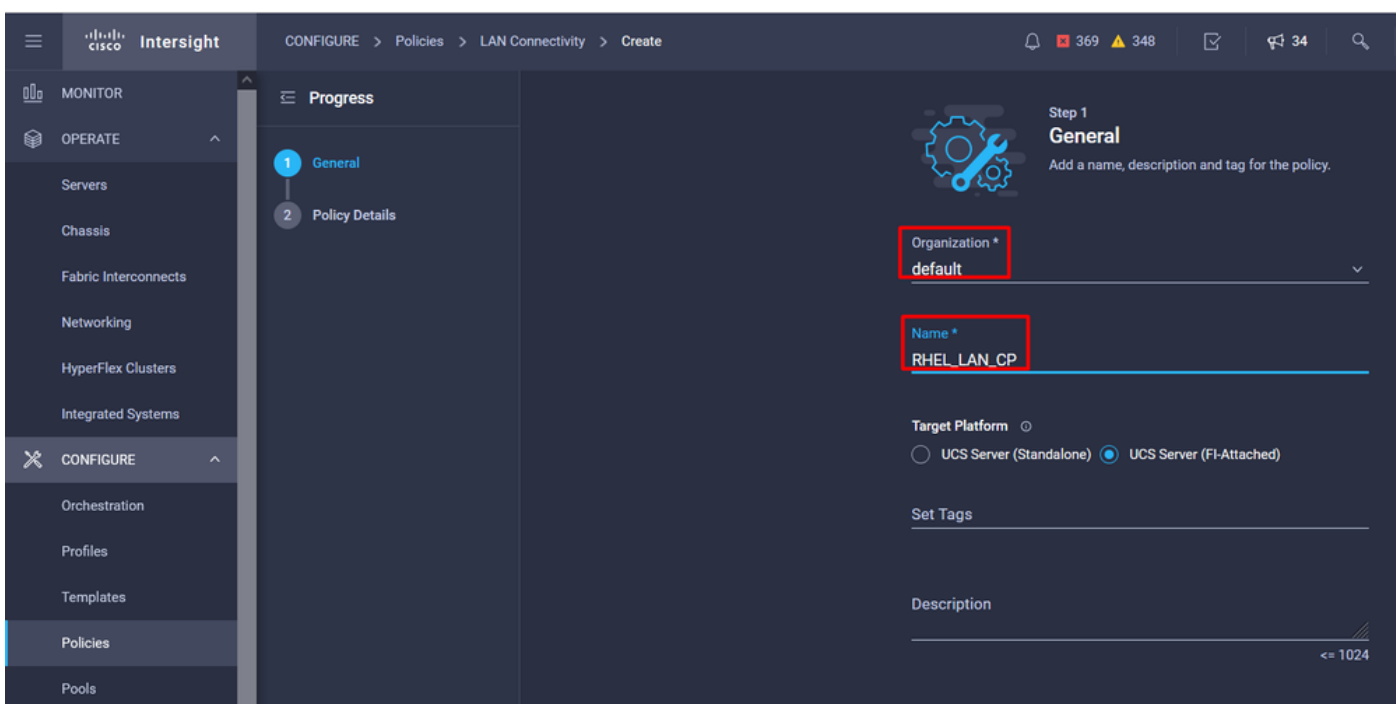 cisco Intersight
CONFIGURE > Policies > LAN Connectivity > Create
369 348
34
MONITOR
OPERATE
Servers
Chassis
Fabric Interconnects
Networking
HyperFlex Clusters
Integrated Systems
CONFIGURE
Orchestration
Profiles
Templates
Policies
Pools
Progress
1 General
2 Policy Details
Step 1
General
Add a name, description and tag for the policy.
Organization *
default
Name *
RHEL_LAN_CP
Target Platform
UCS Server (Standalone) UCS Server (FI-Attached)
Set Tags
Description
<= 1024